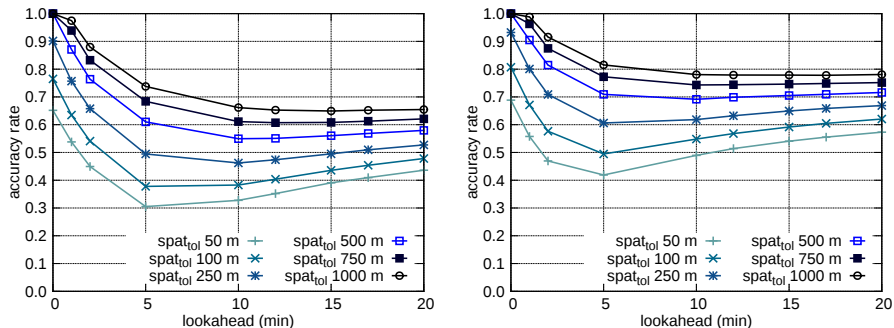 1.0
0.9
0.8
0.7
0.6
0.5
0.4
0.3
0.2
0.1
0.0
accuracy rate
spat_tol 50 m
spat_tol 100 m
spat_tol 250 m
spat_tol 500 m
spat_tol 750 m
spat_tol 1000 m
0 5 10 15 20
lookahead (min)
1.0
0.9
0.8
0.7
0.6
0.5
0.4
0.3
0.2
0.1
0.0
accuracy rate
spat_tol 50 m
spat_tol 100 m
spat_tol 250 m
spat_tol 500 m
spat_tol 750 m
spat_tol 1000 m
0 5 10 15 20
lookahead (min)